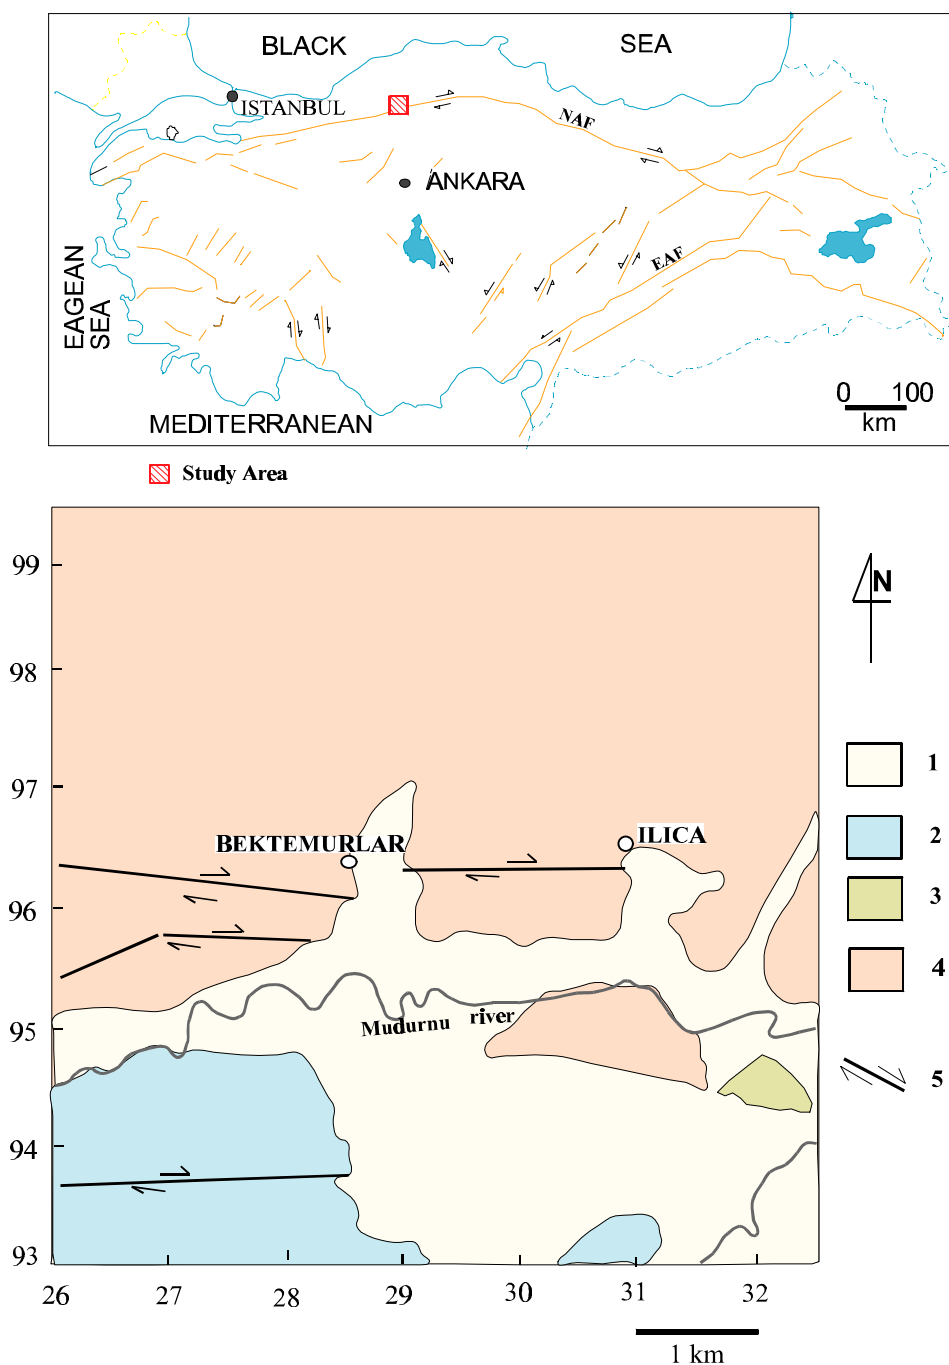 BLACK
SEA
ISTANBUL
NAF
ANKARA
EAF
EAGEAN
SEA
MEDITERRANEAN
0 100
km
Study Area
99
98
97
96
95
94
93
N
BEKTEMURLAR
ILICA
Mudurnu river
1
2
3
4
5
26 27 28 29 30 31 32
1 km